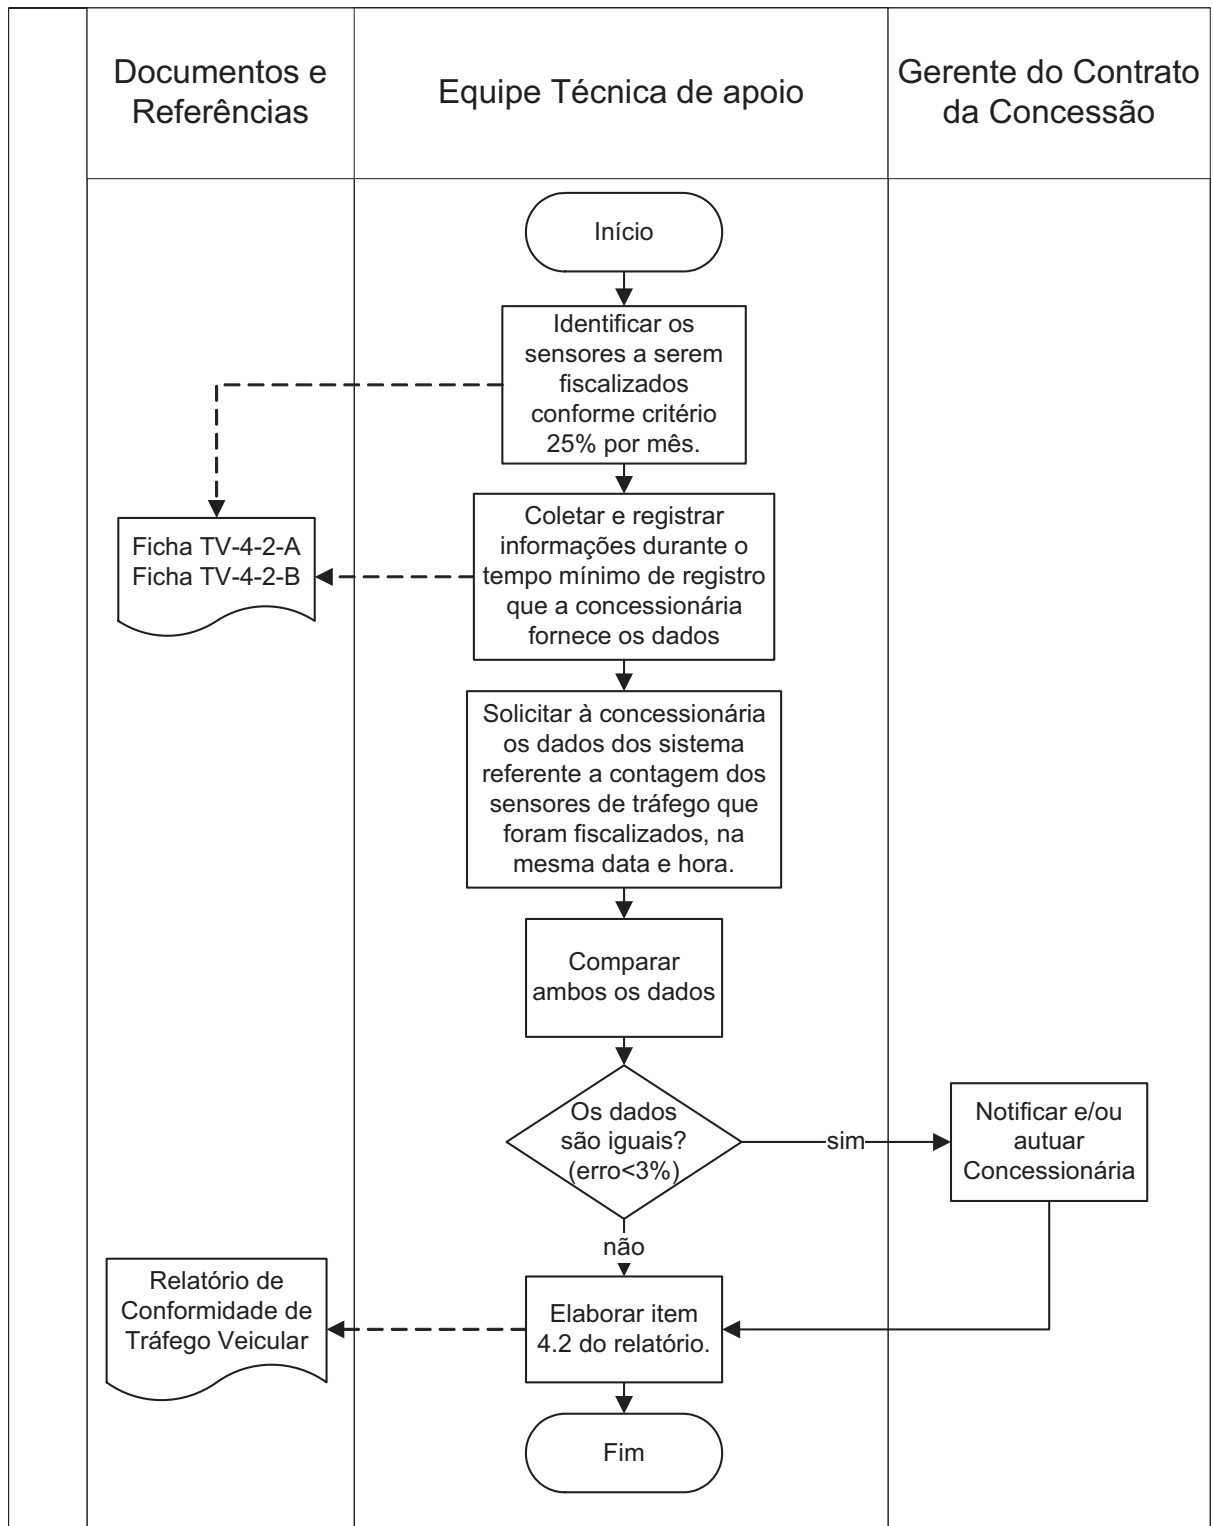 Documentos e
Referências
Equipe Técnica de apoio
Gerente do Contrato
da Concessão
Início
Identificar os
sensores a serem
fiscalizados
conforme critério
25% por mês.
Ficha TV-4-2-A
Ficha TV-4-2-B
Coletar e registrar
informações durante o
tempo mínimo de registro
que a concessionária
fornece os dados
Solicitar à concessionária
os dados dos sistema
referente a contagem dos
sensores de tráfego que
foram fiscalizados, na
mesma data e hora.
Comparar
ambos os dados
Os dados
são iguais?
(erro<3%)
sim
Notificar e/ou
autuar
Concessionária
não
Relatório de
Conformidade de
Tráfego Veicular
Elaborar item
4.2 do relatório.
Fim